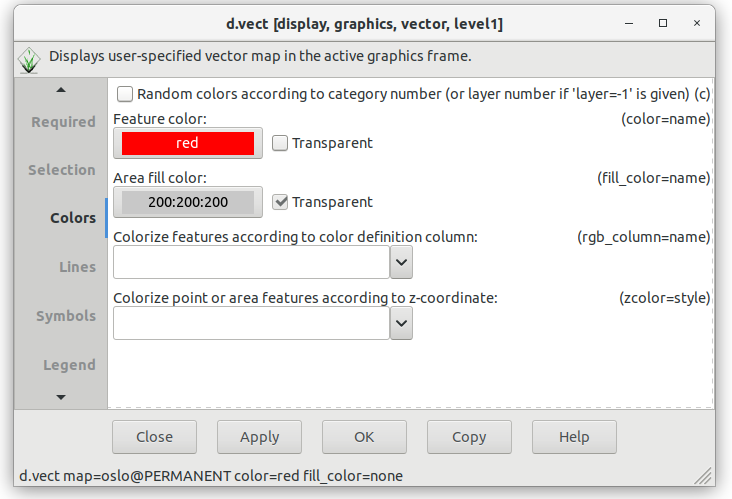 d.vect [display, graphics, vector, level1]
Displays user-specified vector map in the active graphics frame.
Required
Selection
Colors
Lines
Symbols
Legend
Random colors according to category number (or layer number if 'layer=-1' is given) (c)
Feature color: (color=name)
red Transparent
Area fill color: (fill_color=name)
200:200:200 Transparent
Colorize features according to color definition column: (rgb_column=name)
Colorize point or area features according to z-coordinate: (zcolor=style)
Close Apply OK Copy Help
d.vect map=oslo@PERMANENT color=red fill_color=none